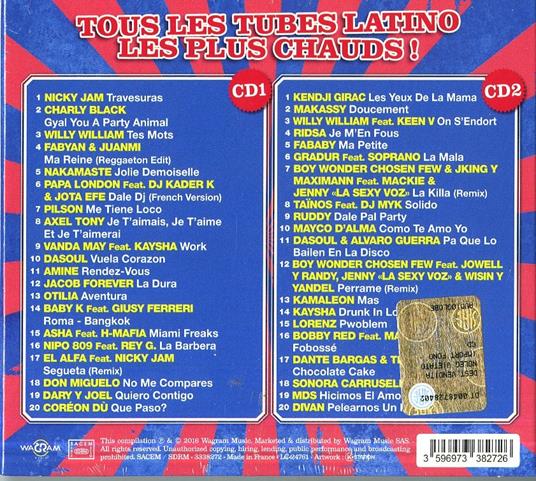 TOUS LES TUBES LATINO
LES PLUS CHAUDS !
CD1
1 NICKY JAM Travesuras
2 CHARLY BLACK
Gyal You A Party Animal
3 WILLY WILLIAM Tes Mots
4 FABYAN & JUANMI
Ma Reine (Reggaeton Edit)
5 NAKAMASTE Jolie Demoiselle
6 PAPA LONDON Feat. DJ KADER K
& JOTA EFE Dale Dj (French Version)
7 PILSON Me Tiene Loco
8 AXEL TONY Je T'aimais, Je T'aime
Et Je T'aimerai
9 VANDA MAY Feat. KAYSHA Work
10 DASOUL Vuela Corazon
11 AMINE Rendez-Vous
12 JACOB FOREVER La Dura
13 OTILIA Aventura
14 BABY K Feat. GIUSY FERRERI
Roma - Bangkok
15 ASHA Feat. H-MAFIA Miami Freaks
16 NIPO 809 Feat. REY G. La Barbera
17 EL ALFA Feat. NICKY JAM
Segueta (Remix)
18 DON MIGUELO No Me Compares
19 DARY Y JOEL Quiero Contigo
20 CORÉON DÙ Que Paso?
CD2
1 KENDJI GIRAC Les Yeux De La Mama
2 MAKASSY Doucement
3 WILLY WILLIAM Feat. KEEN V On S'Endort
4 RIDSA Je M'En Fous
5 FABABY Ma Petite
6 GRADUR Feat. SOPRANO La Mala
7 BOY WONDER CHOSEN FEW & JKING Y
MAXIMANN Feat. MACKIE &
JENNY «LA SEXY VOZ» La Killa (Remix)
8 TAÏNOS Feat. DJ MYK Solido
9 RUDDY Dale Pal Party
10 MAYCO D'ALMA Como Te Amo Yo
11 DASOUL & ALVARO GUERRA Pa Que Lo
Bailen En La Disco
12 BOY WONDER CHOSEN FEW Feat. JOWELL
Y RANDY, JENNY «LA SEXY VOZ» & WISIN Y
YANDEL Perrame (Remix)
13 KAMALEON Mas
14 KAYSHA Drunk In Lo
15 LORENZ Pwoblem
16 BOBBY RED Feat. MA
Fobossé
17 DANTE BARGAS & T
Chocolate Cake
18 SONORA CARRUSEL
19 MDS Hicimos El Amo
20 DIVAN Pelearnos Un
CD
IMPORT. FONO
NOLEG. VIETATO
DEST. VENDITA
WAGRAM
SACEM
This compilation ℗ & © 2016 Wagram Music. Marketed & distributed by Wagram Music SAS.
All rights reserved. Unauthorized copying, hiring, lending, public performance and broadcasting
prohibited. SACEM / SDRM - 3338272 - Made in France - LC-24761 - Artwork :
3 596973 382726